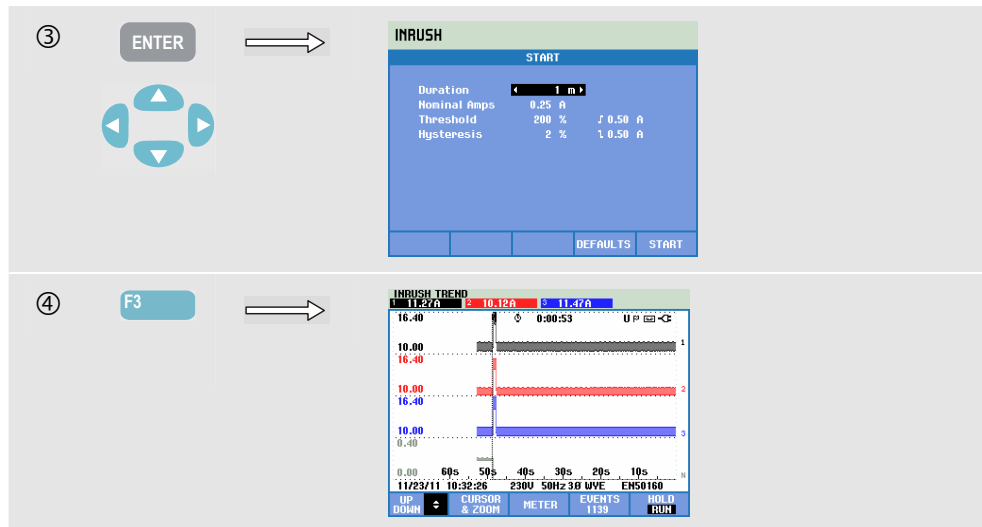 ③
ENTER
INRUSH
START
Duration 1 m
Nominal Amps 0.25 A
Threshold 200 % 0.50 A
Hysteresis 2 % 0.50 A
DEFAULTS START
④
F3
INRUSH TREND
1 11.27A 2 10.12A 3 11.47A
16.40 0:00:53 U
10.00 1
16.40
10.00 2
16.40
10.00 3
0.40
0.00 60s 50s 40s 30s 20s 10s N
11/23/11 10:32:26 230V 50Hz 3.0 WYE EN50160
UP DOWN CURSOR & ZOOM METER EVENTS 1139 HOLD RUN